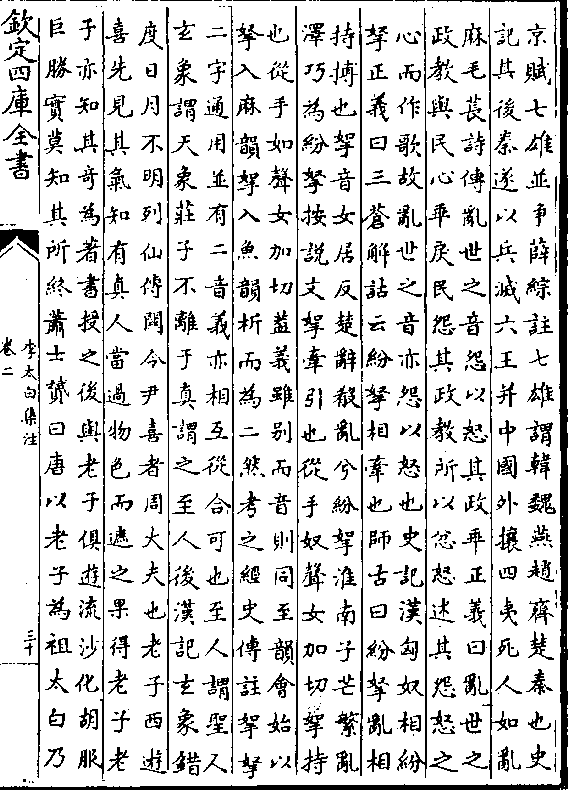 京賦七雄並爭薛綜註七雄謂韓魏燕趙齊楚秦也史
記其後秦遂以兵滅六王并中國外攘四夷死人如亂
麻毛萇詩傳亂世之音怨以怒其政乖正義曰亂世之
政教與民心乖戾民怨其政教所以忿怒述其怨怒之
心而作歌故亂世之音亦怨以怒也史記漢匈奴相紛
拏正義曰三蒼解詁云紛拏相牽也師古曰紛拏亂相
持搏也拏音女居反楚辭殽亂兮紛挐淮南子芒繁亂
澤巧為紛拏按說文拏牽引也從手奴聲女加切挐持
也從手如聲女加切蓋義雖别而音則同至韻會始以
拏入麻韻挐入魚韻析而為二然考之經史傳註拏挐
二字通用並有二音義亦相互從合可也至人謂聖人
玄象謂天象莊子不離于真謂之至人後漢記玄象錯
度日月不明列仙傳關令尹喜者周大夫也老子西遊
喜先見其氣知有真人當過物色而遮之果得老子老
子亦知其奇為著書授之後與老子俱遊流沙化胡服
巨勝實莫知其所終蕭士贇曰唐以老子為祖太白乃
欽定四庫全書
李太白集注
卷二
三十